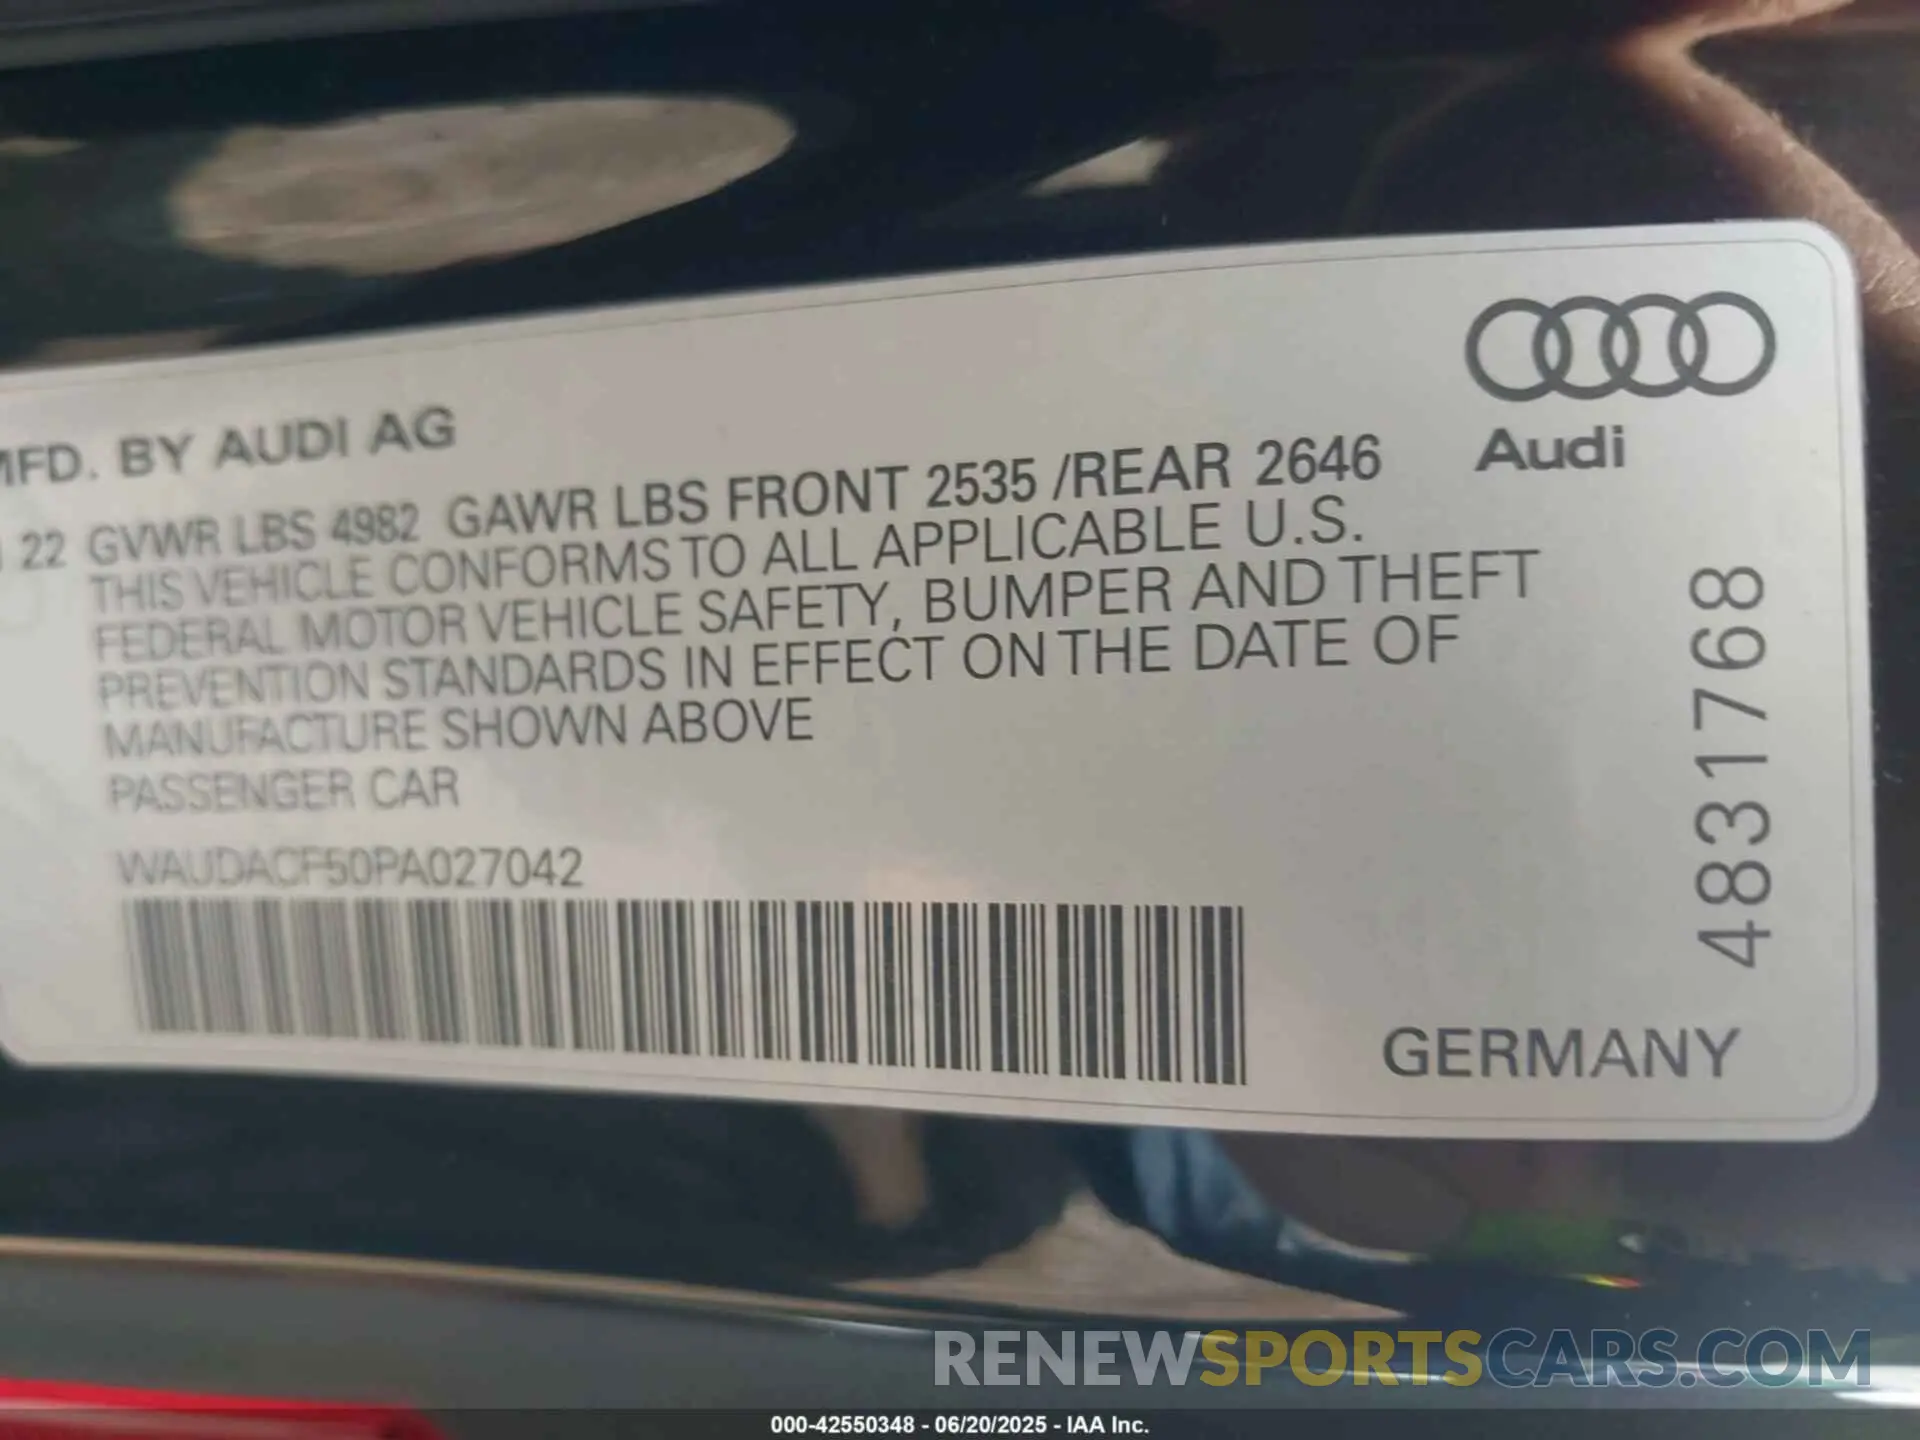 MFD. BY AUDI AG
22 GVWR LBS 4982 GAWR LBS FRONT 2535 /REAR 2646
THIS VEHICLE CONFORMS TO ALL APPLICABLE U.S.
FEDERAL MOTOR VEHICLE SAFETY, BUMPER AND THEFT
PREVENTION STANDARDS IN EFFECT ON THE DATE OF
MANUFACTURE SHOWN ABOVE
PASSENGER CAR
WAUDACF50PA027042
Audi
4831768
GERMANY
RENEWSPORTSCARS.COM
000-42550348 - 06/20/2025 - IAA Inc.